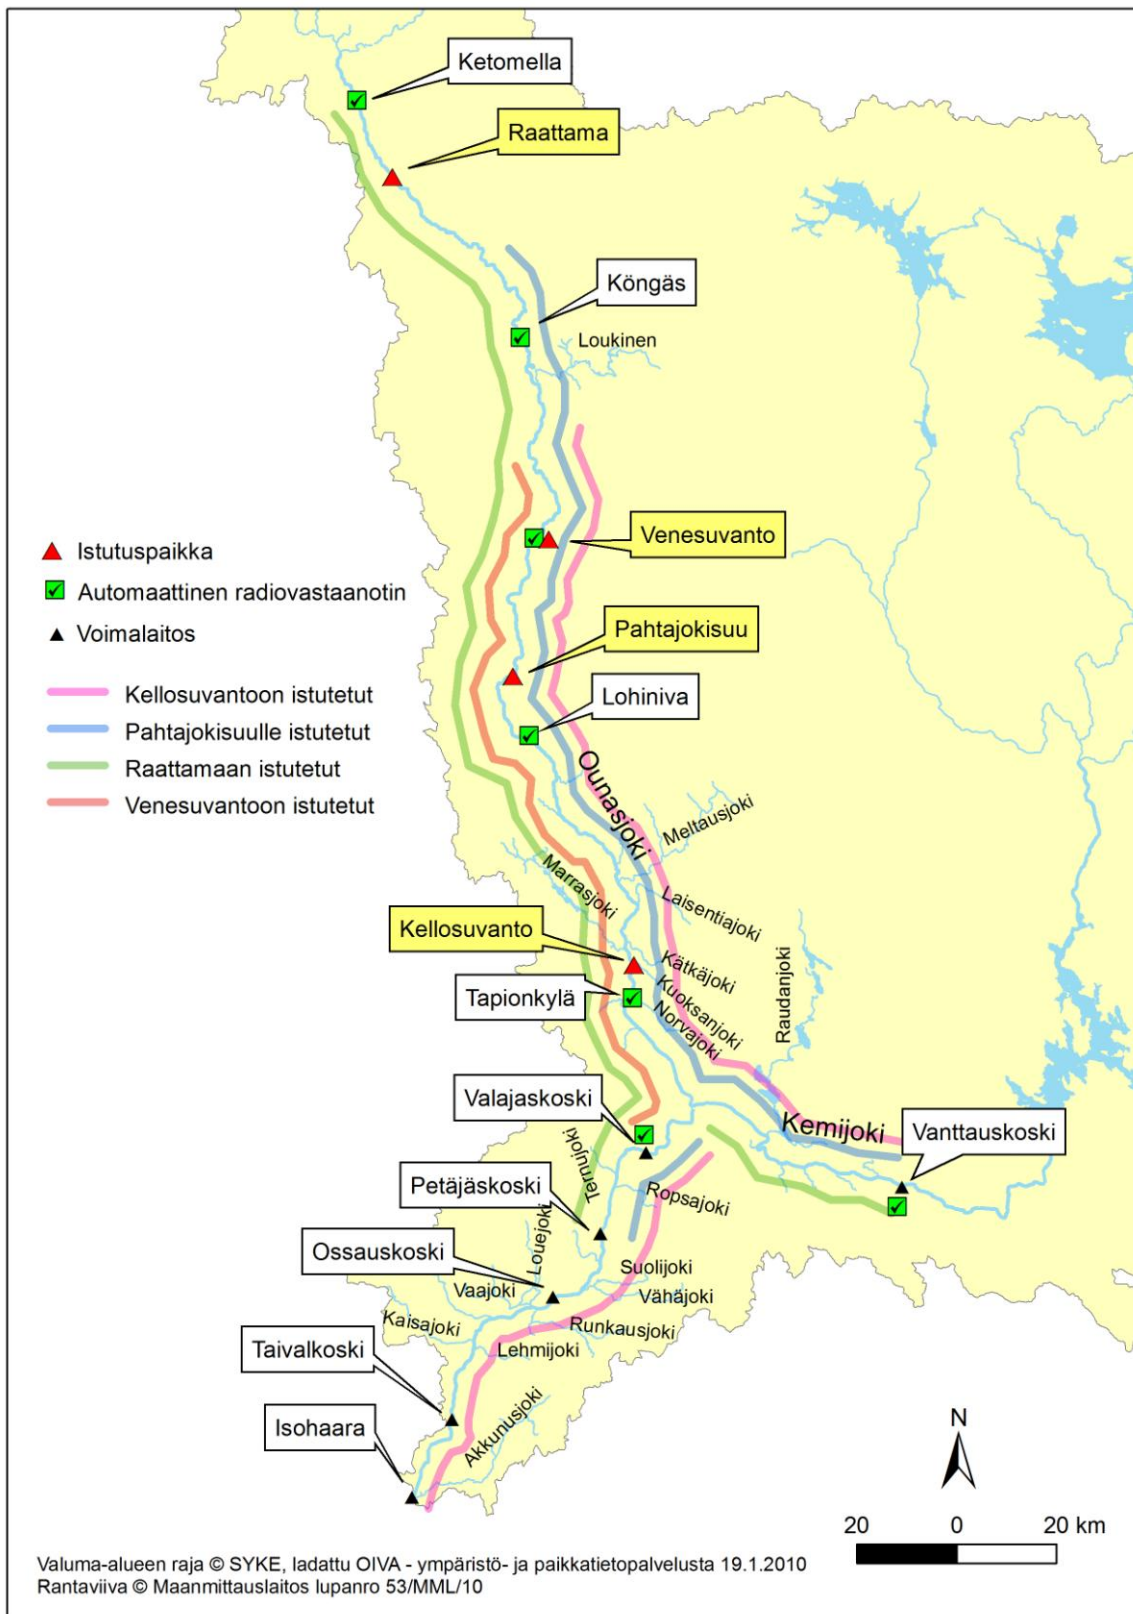 Ketomella
Raattama
Köngäs
Loukinen
Venesuvanto
Istutuspaikka
Automaattinen radiovastaanotin
Voimalaitos
Pahtajokisuu
Kellosuvantoon istutetut
Pahtajokisuulle istutetut
Raattamaan istutetut
Venesuvantoon istutetut
Lohiniva
Ounasjoki
Meltausjoki
Marrasjoki
Laisentiajoki
Kellosuvanto
Kätkäjoki
Kuoksanjoki
Norvajoki
Raudanjoki
Tapionkylä
Valajaskoski
Kemijoki
Vanttauskoski
Ternujoki
Petäjäskoski
Ropsajoki
Louejoki
Ossauskoski
Suolijoki
Vaajoki
Vähäjoki
Kaisajoki
Runkausjoki
Taivalkoski
Lehmijoki
Isohaara
Akkunusjoki
N
20 0 20 km
Valuma-alueen raja © SYKE, ladattu OIVA - ympäristö- ja paikkatietopalvelusta 19.1.2010
Rantaviiva © Maanmittauslaitos lupanro 53/MML/10